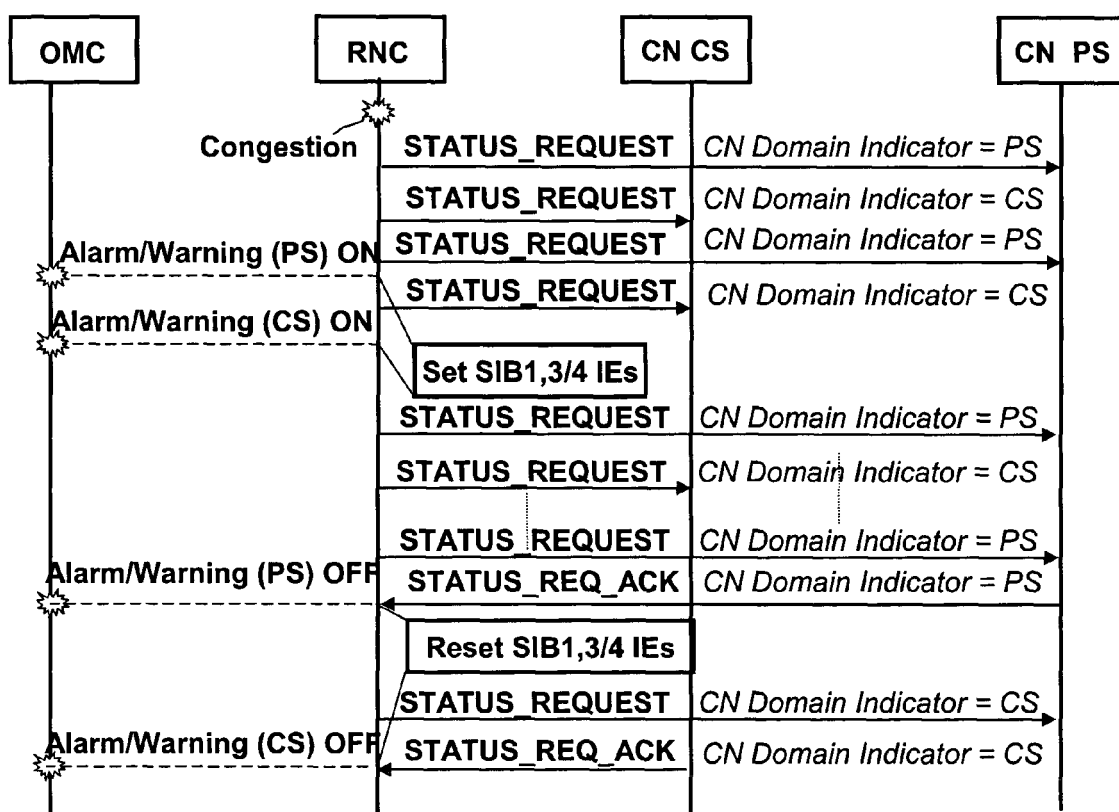 OMC RNC CN CS CN PS
Congestion STATUS_REQUEST CN Domain Indicator = PS
STATUS_REQUEST CN Domain Indicator = CS
STATUS_REQUEST CN Domain Indicator = PS
Alarm/Warning (PS) ON
STATUS_REQUEST CN Domain Indicator = CS
Alarm/Warning (CS) ON
Set SIB1,3/4 IEs
STATUS_REQUEST CN Domain Indicator = PS
STATUS_REQUEST CN Domain Indicator = CS
STATUS_REQUEST CN Domain Indicator = PS
Alarm/Warning (PS) OFF STATUS_REQ_ACK CN Domain Indicator = PS
Reset SIB1,3/4 IEs
STATUS_REQUEST CN Domain Indicator = CS
Alarm/Warning (CS) OFF STATUS_REQ_ACK CN Domain Indicator = CS